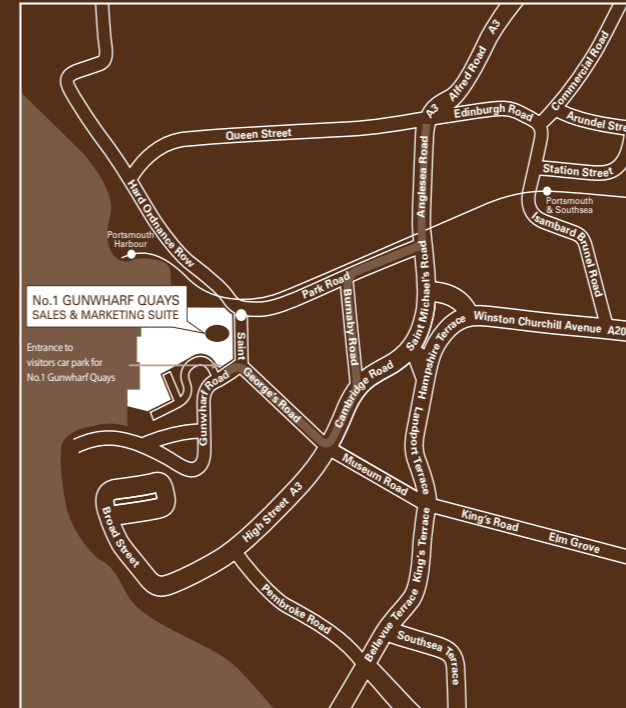 A3
Alfred Road
A3
Edinburgh Road
Commercial Road
Arundel Stre
Queen Street
Anglesea Road
Station Street
Portsmouth
& Southsea
Isambard Brunel Road
Hard Ordnance Row
Portsmouth
Harbour
Park Road
No.1 GUNWHARF QUAYS
SALES & MARKETING SUITE
Burnaby Road
Saint Michael's Road
Hampshire Terrace
Winston Churchill Avenue A20
Entrance to
visitors car park for
No.1 Gunwharf Quays
Saint
George's Road
Gunwharf Road
Cambridge Road
Landport Terrace
Museum Road
High Street A3
King's Road
Elm Grove
Broad Street
King's Terrace
Pembroke Road
Bellevue Terrace
Southsea Terrace